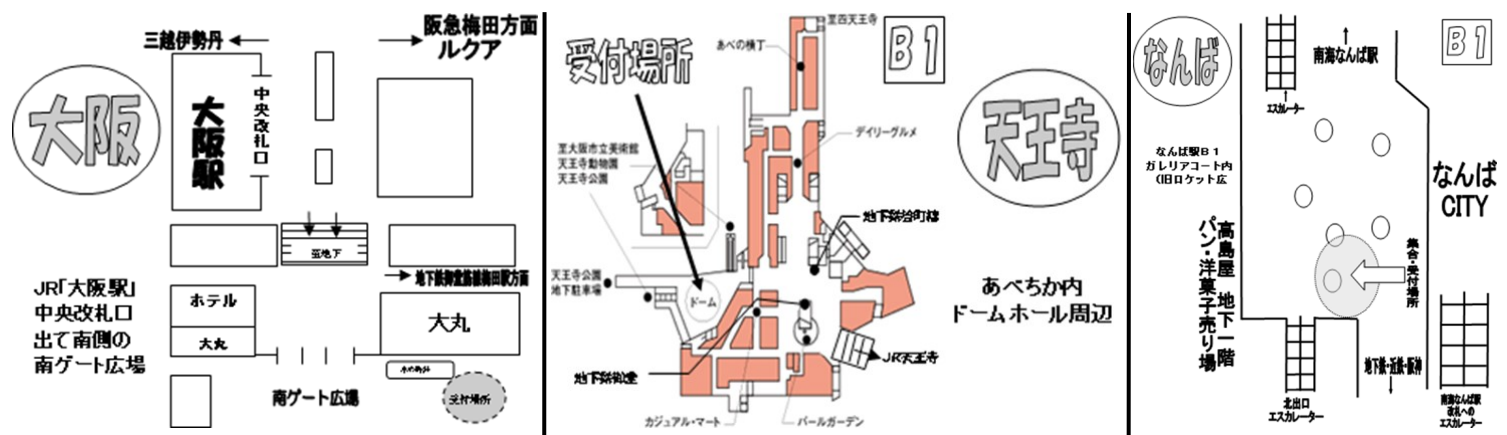 三越伊勢丹
阪急梅田方面
ルクア
大阪
大阪駅
中央改札口
至地下
地下鉄御堂筋線梅田駅方面
JR「大阪駅」
中央改札口
出て南側の
南ゲート広場
ホテル
大丸
大丸
水の時計
南ゲート広場
受付場所
受付場所
B1
至四天王寺
あべの横丁
天王寺
デイリーグルメ
至大阪市立美術館
天王寺動物園
天王寺公園
地下鉄谷町線
天王寺公園
地下駐車場
ドーム
あべちか内
ドームホール周辺
JR天王寺
カジュアル・マート
パールガーデン
なんば
B1
南海なんば駅
エスカレーター
なんば駅B1
ガレリアコート内
(旧ロケット広
なんば
CITY
高島屋 地下一階
パン・洋菓子売り場
集合・受付場所
地下鉄・近鉄・阪神
北出口
エスカレーター
南海なんば駅
改札への
エスカレーター